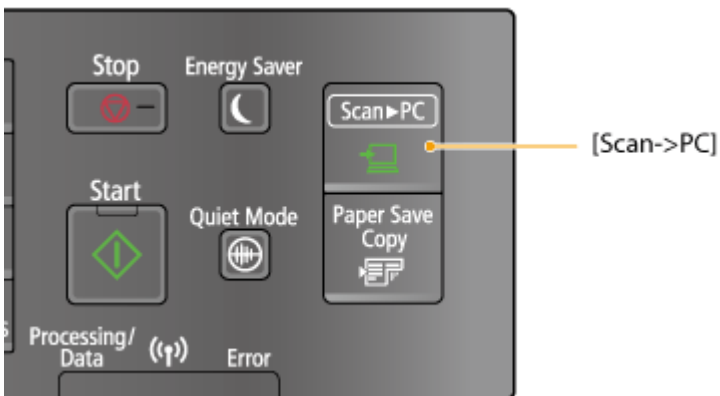 Stop
Energy Saver
Scan▶PC
[Scan->PC]
Start
Quiet Mode
Paper Save
Copy
Processing/
Data
Error